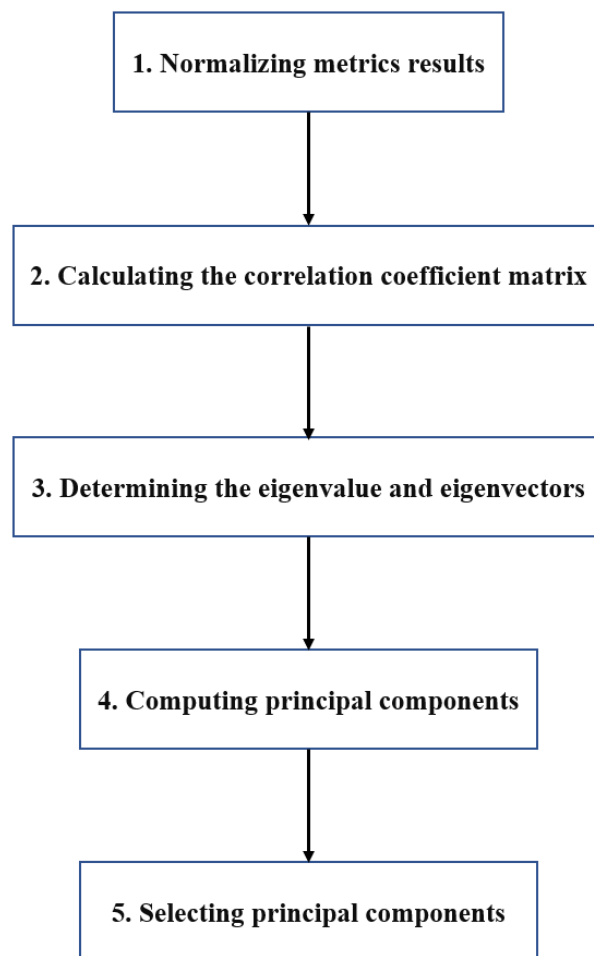 1. Normalizing metrics results
2. Calculating the correlation coefficient matrix
3. Determining the eigenvalue and eigenvectors
4. Computing principal components
5. Selecting principal components